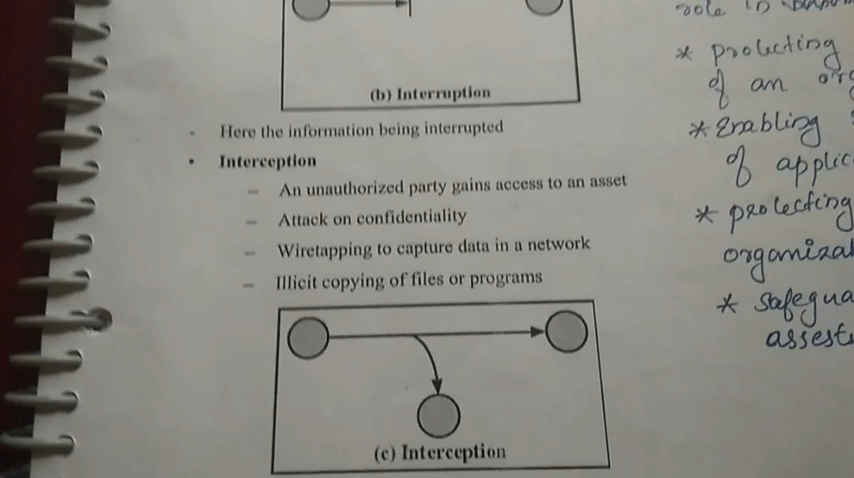 role in
(b) Interruption
* protecting
of an org
- Here the information being interrupted
* Enabling
• Interception
of applic
– An unauthorized party gains access to an asset
– Attack on confidentiality
* protecting
– Wiretapping to capture data in a network
organizat
– Illicit copying of files or programs
* safegua
assests
(c) Interception